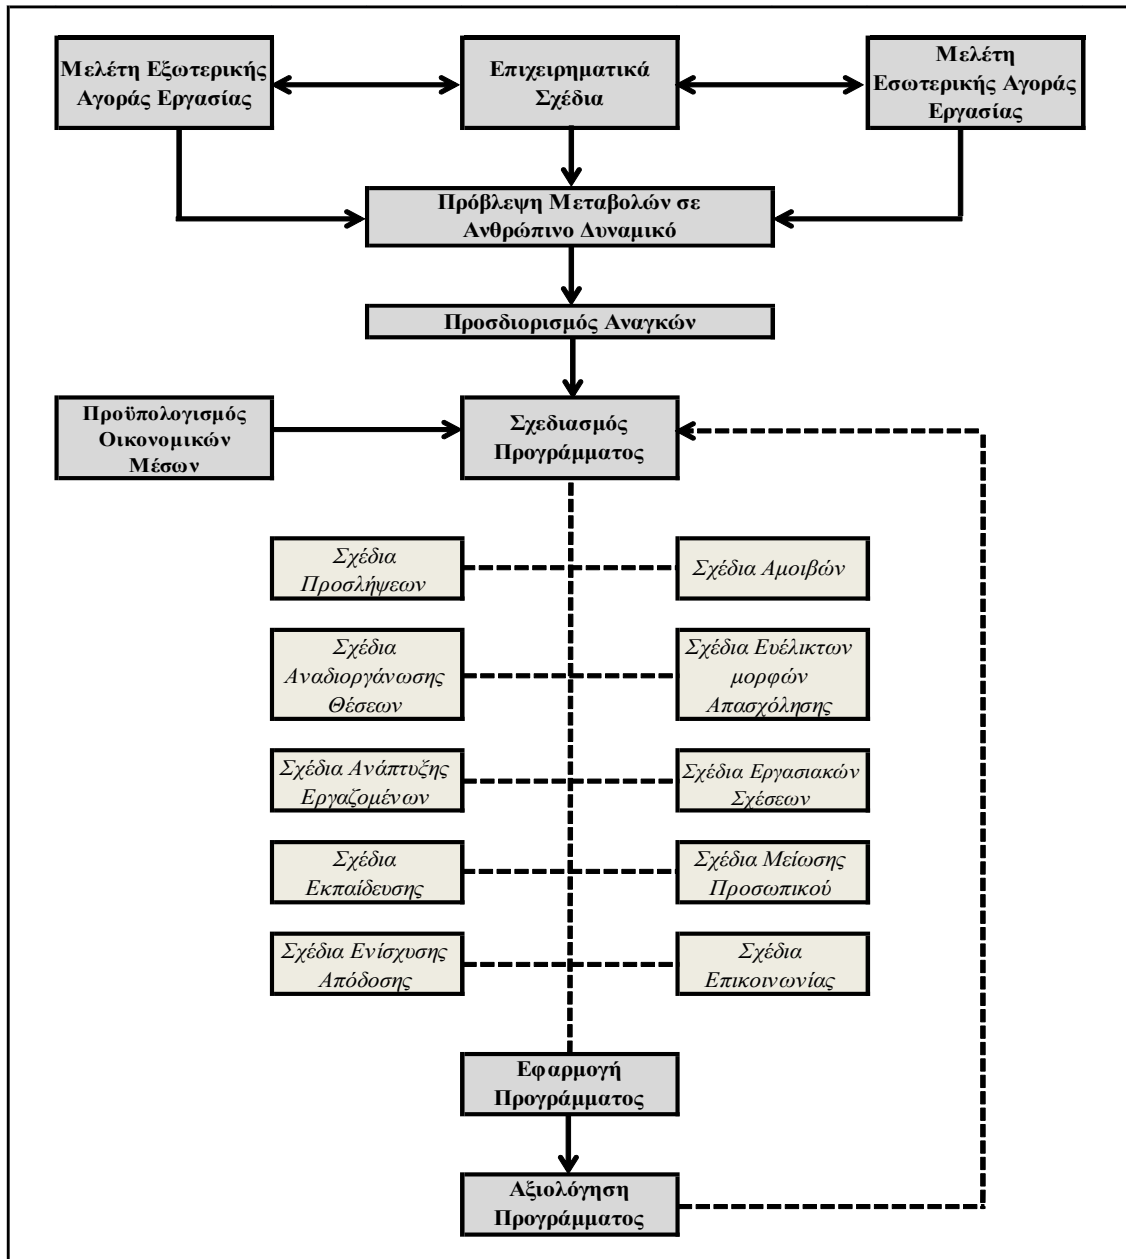 Μελέτη Εξωτερικής
Αγοράς Εργασίας
Επιχειρηματικά
Σχέδια
Μελέτη
Εσωτερικής Αγοράς
Εργασίας
Πρόβλεψη Μεταβολών σε
Ανθρώπινο Δυναμικό
Προσδιορισμός Αναγκών
Προϋπολογισμός
Οικονομικών
Μέσων
Σχεδιασμός
Προγράμματος
Σχέδια
Προσλήψεων
Σχέδια Αμοιβών
Σχέδια
Αναδιοργάνωσης
Θέσεων
Σχέδια Ευέλικτων
μορφών
Απασχόλησης
Σχέδια Ανάπτυξης
Εργαζομένων
Σχέδια Εργασιακών
Σχέσεων
Σχέδια
Εκπαίδευσης
Σχέδια Μείωσης
Προσωπικού
Σχέδια Ενίσχυσης
Απόδοσης
Σχέδια
Επικοινωνίας
Εφαρμογή
Προγράμματος
Αξιολόγηση
Προγράμματος